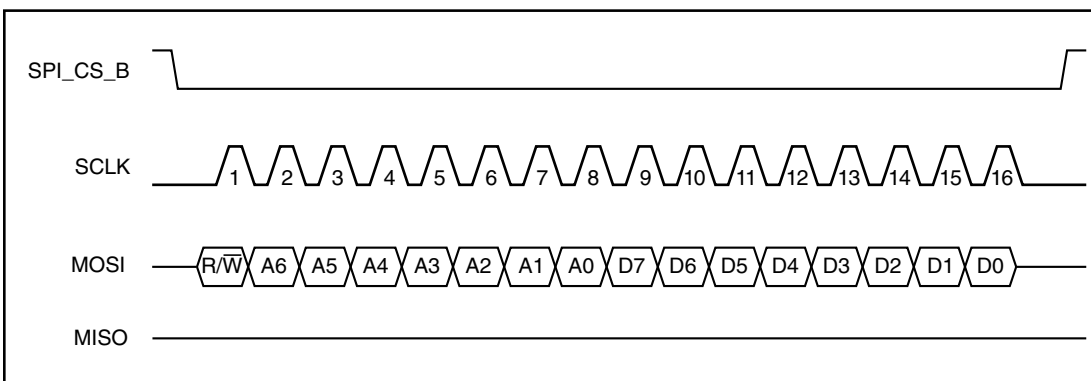 SPI_CS_B
SCLK 1 2 3 4 5 6 7 8 9 10 11 12 13 14 15 16
MOSI R/W̅ A6 A5 A4 A3 A2 A1 A0 D7 D6 D5 D4 D3 D2 D1 D0
MISO